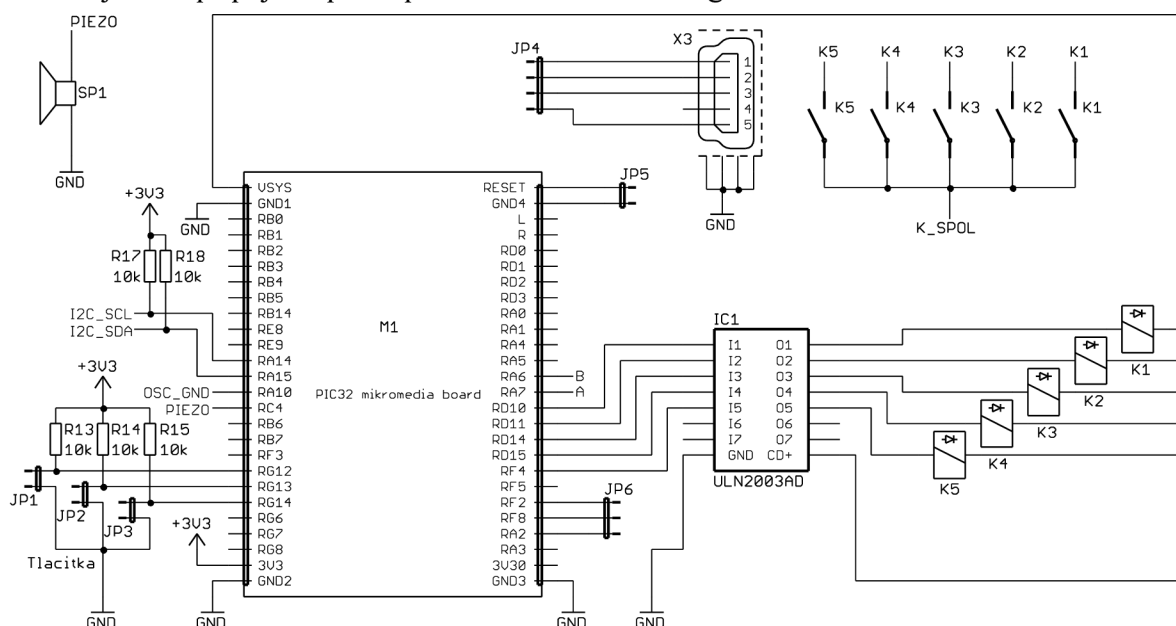 PIEZO
SP1
GND
JP4
X3
1
2
3
4
5
K5 K4 K3 K2 K1
K5 K4 K3 K2 K1
K_SPOL
GND
+3V3
R17 R18
10k 10k
I2C_SCL
I2C_SDA
GND
VSYS
GND1
RB0
RB1
RB2
RB3
RB4
RB5
RB14
RE8
RE9
RA14
RA15
RA10
RC4
RB6
RB7
RF3
RG12
RG13
RG14
RG6
RG7
RG8
3V3
GND2
M1
PIC32 mikromedia board
RESET
GND4
L
R
RD0
RD1
RD2
RD3
RA0
RA1
RA4
RA5
RA6
RA7
RD10
RD11
RD14
RD15
RF4
RF5
RF2
RF8
RA2
RA3
3V30
GND3
JP5
B
A
JP6
OSC_GND
PIEZO
+3V3
R13 R14 R15
10k 10k 10k
JP1
JP2
JP3
Tlacitka
GND
+3V3
GND
GND
GND
IC1
I1 O1
I2 O2
I3 O3
I4 O4
I5 O5
I6 O6
I7 O7
GND CD+
ULN2003AD
K1
K2
K3
K4
K5